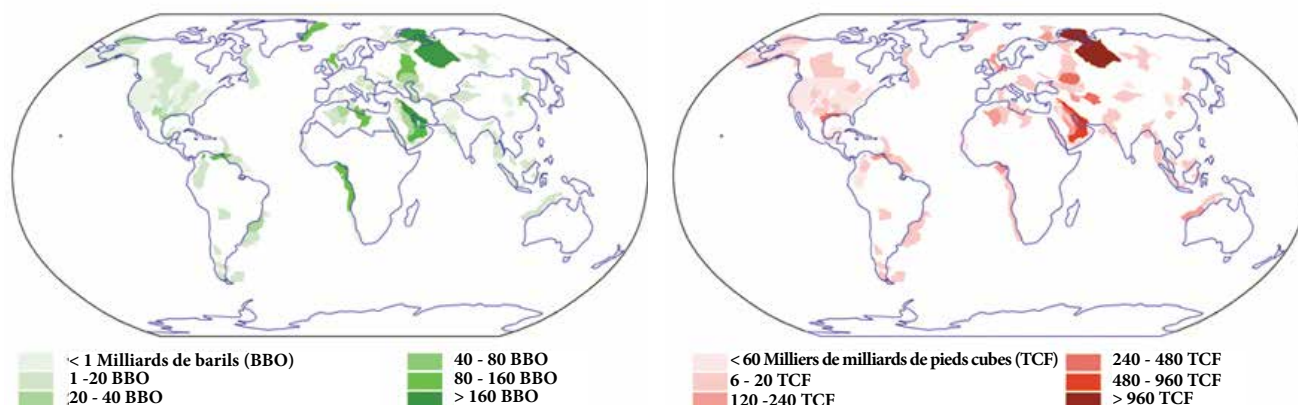 < 1 Milliards de barils (BBO)
1 -20 BBO
20 - 40 BBO
40 - 80 BBO
80 - 160 BBO
> 160 BBO
< 60 Milliers de milliards de pieds cubes (TCF)
6 - 20 TCF
120 -240 TCF
240 - 480 TCF
480 - 960 TCF
> 960 TCF